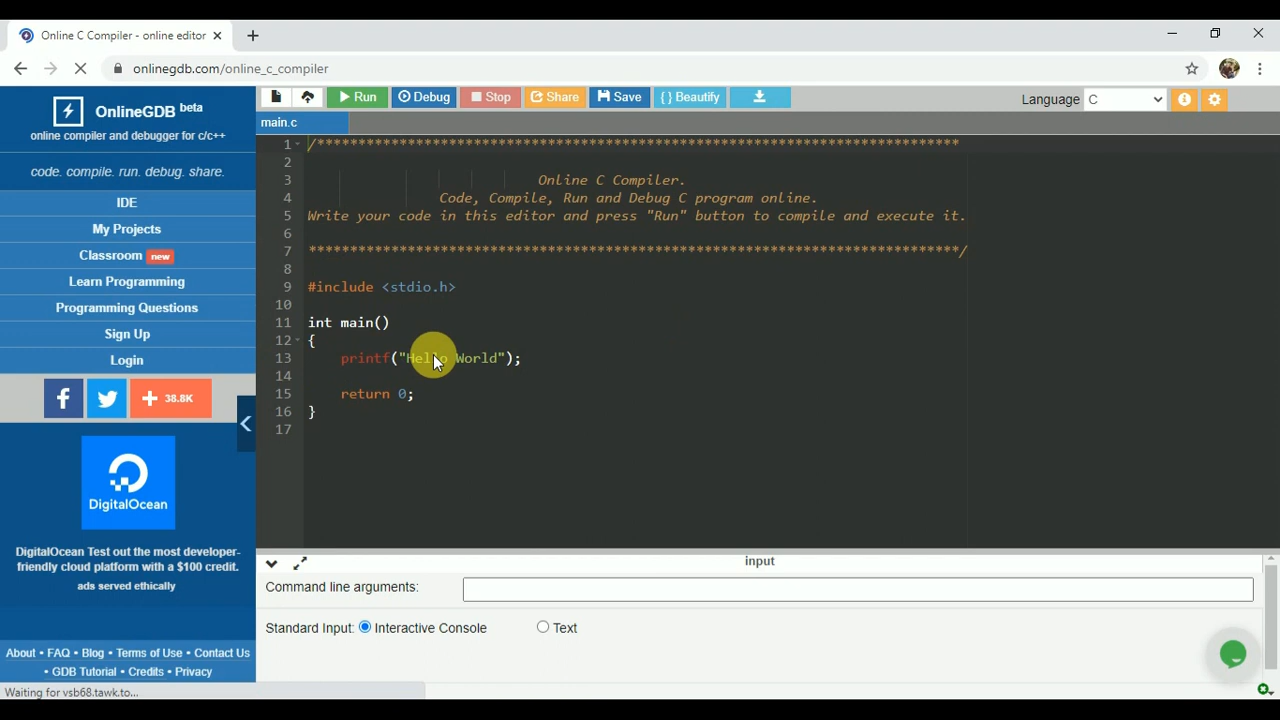 Online C Compiler - online editor
onlinegdb.com/online_c_compiler
OnlineGDB beta
online compiler and debugger for c/c++
code. compile. run. debug. share.
IDE
My Projects
Classroom new
Learn Programming
Programming Questions
Sign Up
Login
38.8K
DigitalOcean
DigitalOcean Test out the most developer-
friendly cloud platform with a $100 credit.
ads served ethically
About • FAQ • Blog • Terms of Use • Contact Us
• GDB Tutorial • Credits • Privacy
Waiting for vsb68.tawk.to...
Run Debug Stop Share Save {} Beautify
Language C
main.c
1 /******************************************************************************
2
3 Online C Compiler.
4 Code, Compile, Run and Debug C program online.
5 Write your code in this editor and press "Run" button to compile and execute it.
6
7 *******************************************************************************/
8
9 #include <stdio.h>
10
11 int main()
12 {
13 printf("Hello World");
14
15 return 0;
16 }
17
input
Command line arguments:
Standard Input: Interactive Console Text